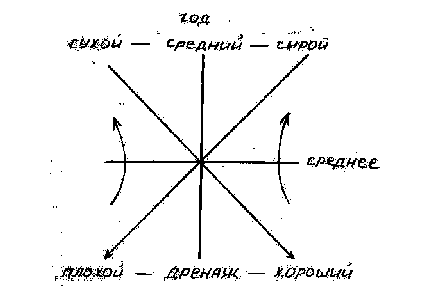 год
сухой — средний — сырой
среднее
плохой — дренаж — хороший